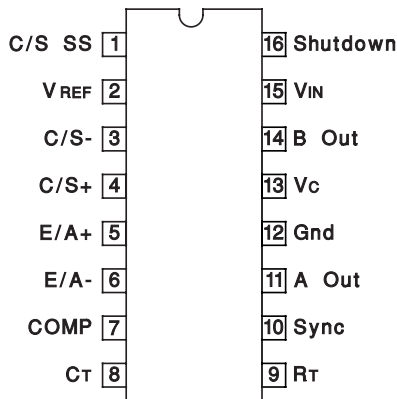 C/S SS 1 16 Shutdown
VREF 2 15 VIN
C/S- 3 14 B Out
C/S+ 4 13 VC
E/A+ 5 12 Gnd
E/A- 6 11 A Out
COMP 7 10 Sync
CT 8 9 RT